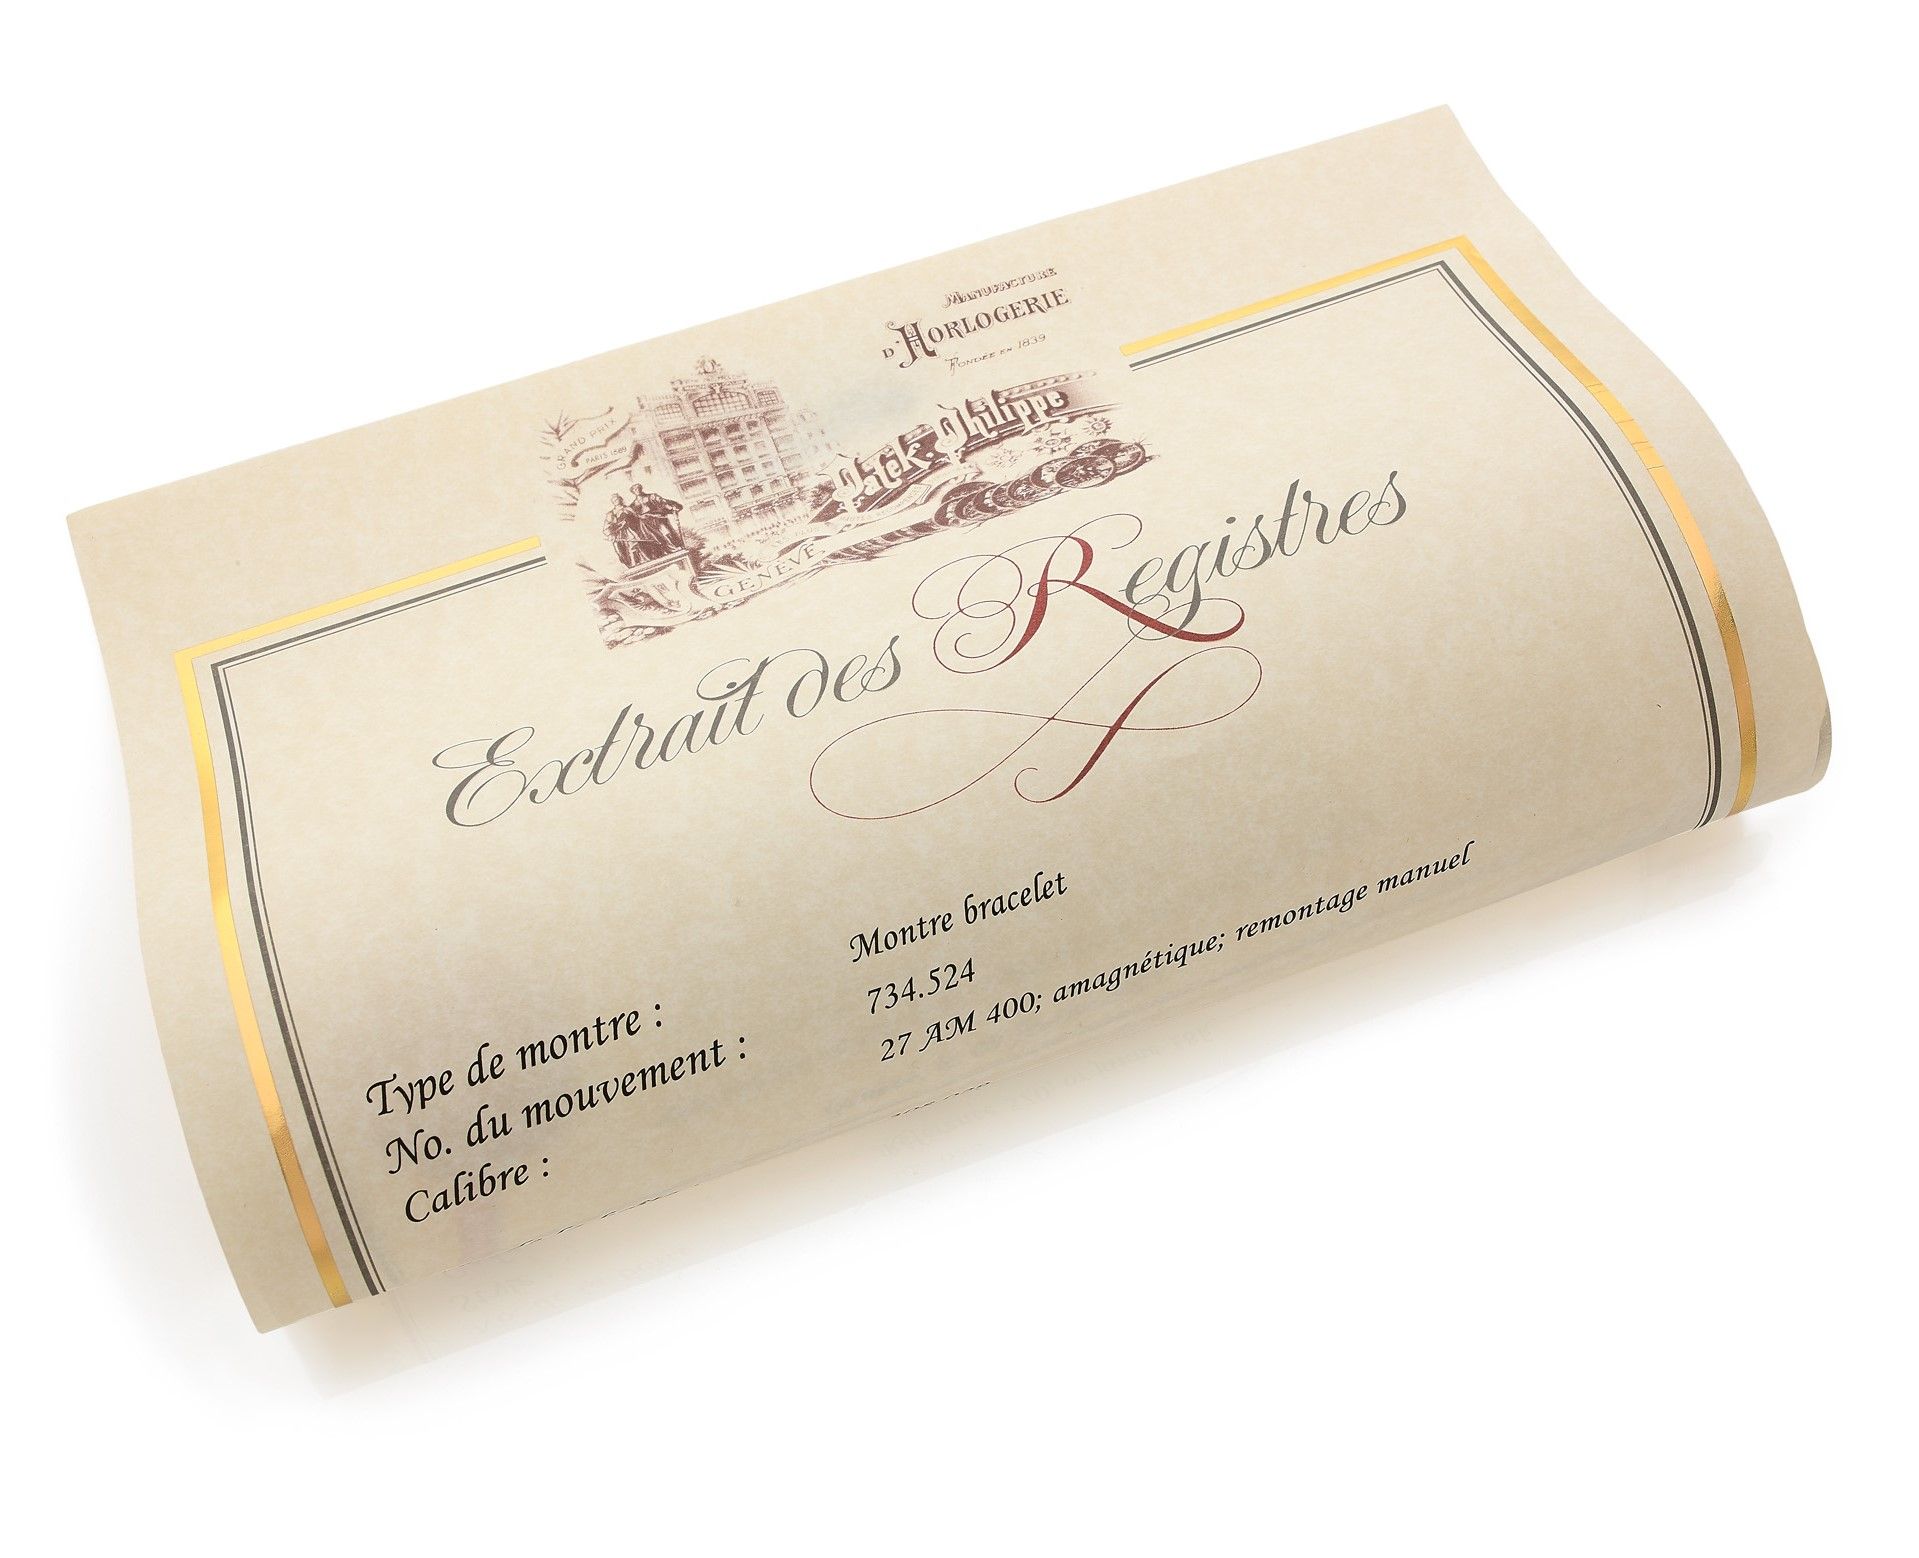 MANUFACTURE
D'HORLOGERIE
FONDÉE EN 1839
GRAND PRIX
PARIS 1889
Patek Philippe
GENÈVE
Extrait des Registres
Type de montre : Montre bracelet
No. du mouvement : 734.524
Calibre : 27 AM 400; amagnétique; remontage manuel